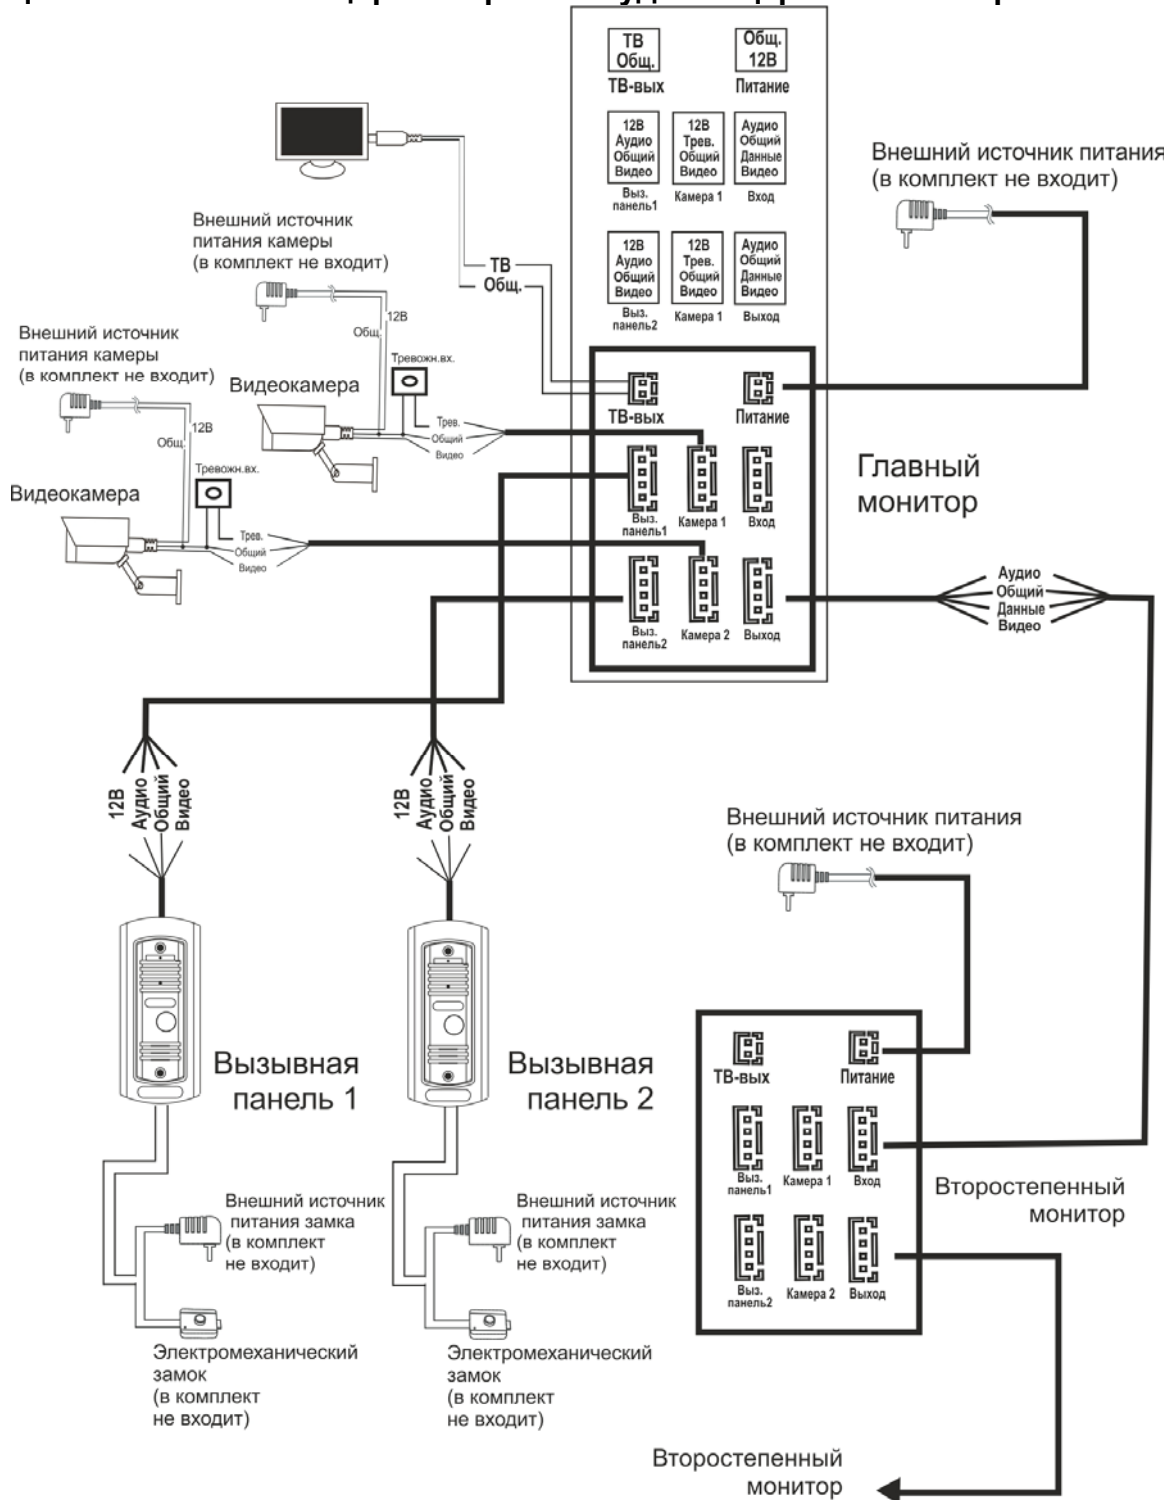 ТВ
Общ.
ТВ-вых
Общ.
12В
Питание
12В
Аудио
Общий
Видео
Выз.
панель1
12В
Трев.
Общий
Видео
Камера 1
Аудио
Общий
Данные
Видео
Вход
12В
Аудио
Общий
Видео
Выз.
панель2
12В
Трев.
Общий
Видео
Камера 1
Аудио
Общий
Данные
Видео
Выход
Внешний источник питания
(в комплект не входит)
Внешний источник
питания камеры
(в комплект не входит)
ТВ
Общ.
12В
Общ.
Внешний источник
питания камеры
(в комплект не входит)
Тревожн.вх.
Видеокамера
Трев.
Общий
Видео
12В
Общ.
Тревожн.вх.
Видеокамера
Трев.
Общий
Видео
ТВ-вых
Питание
Выз.
панель1
Камера 1
Вход
Выз.
панель2
Камера 2
Выход
Главный
монитор
Аудио
Общий
Данные
Видео
12В
Аудио
Общий
Видео
12В
Аудио
Общий
Видео
Внешний источник питания
(в комплект не входит)
Вызывная
панель 1
Вызывная
панель 2
ТВ-вых
Питание
Выз.
панель1
Камера 1
Вход
Выз.
панель2
Камера 2
Выход
Второстепенный
монитор
Внешний источник
питания замка
(в комплект
не входит)
Внешний источник
питания замка
(в комплект
не входит)
Электромеханический
замок
(в комплект
не входит)
Электромеханический
замок
(в комплект
не входит)
Второстепенный
монитор